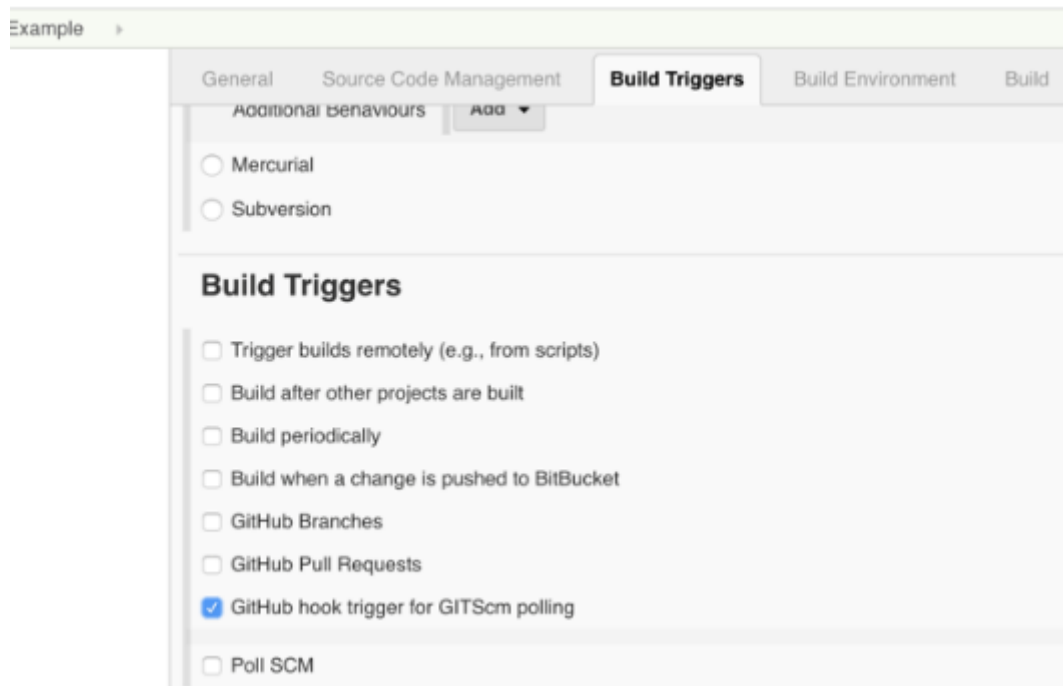 Example
General Source Code Management Build Triggers Build Environment Build
Additional Behaviours Add
Mercurial
Subversion
Build Triggers
Trigger builds remotely (e.g., from scripts)
Build after other projects are built
Build periodically
Build when a change is pushed to BitBucket
GitHub Branches
GitHub Pull Requests
GitHub hook trigger for GITScm polling
Poll SCM